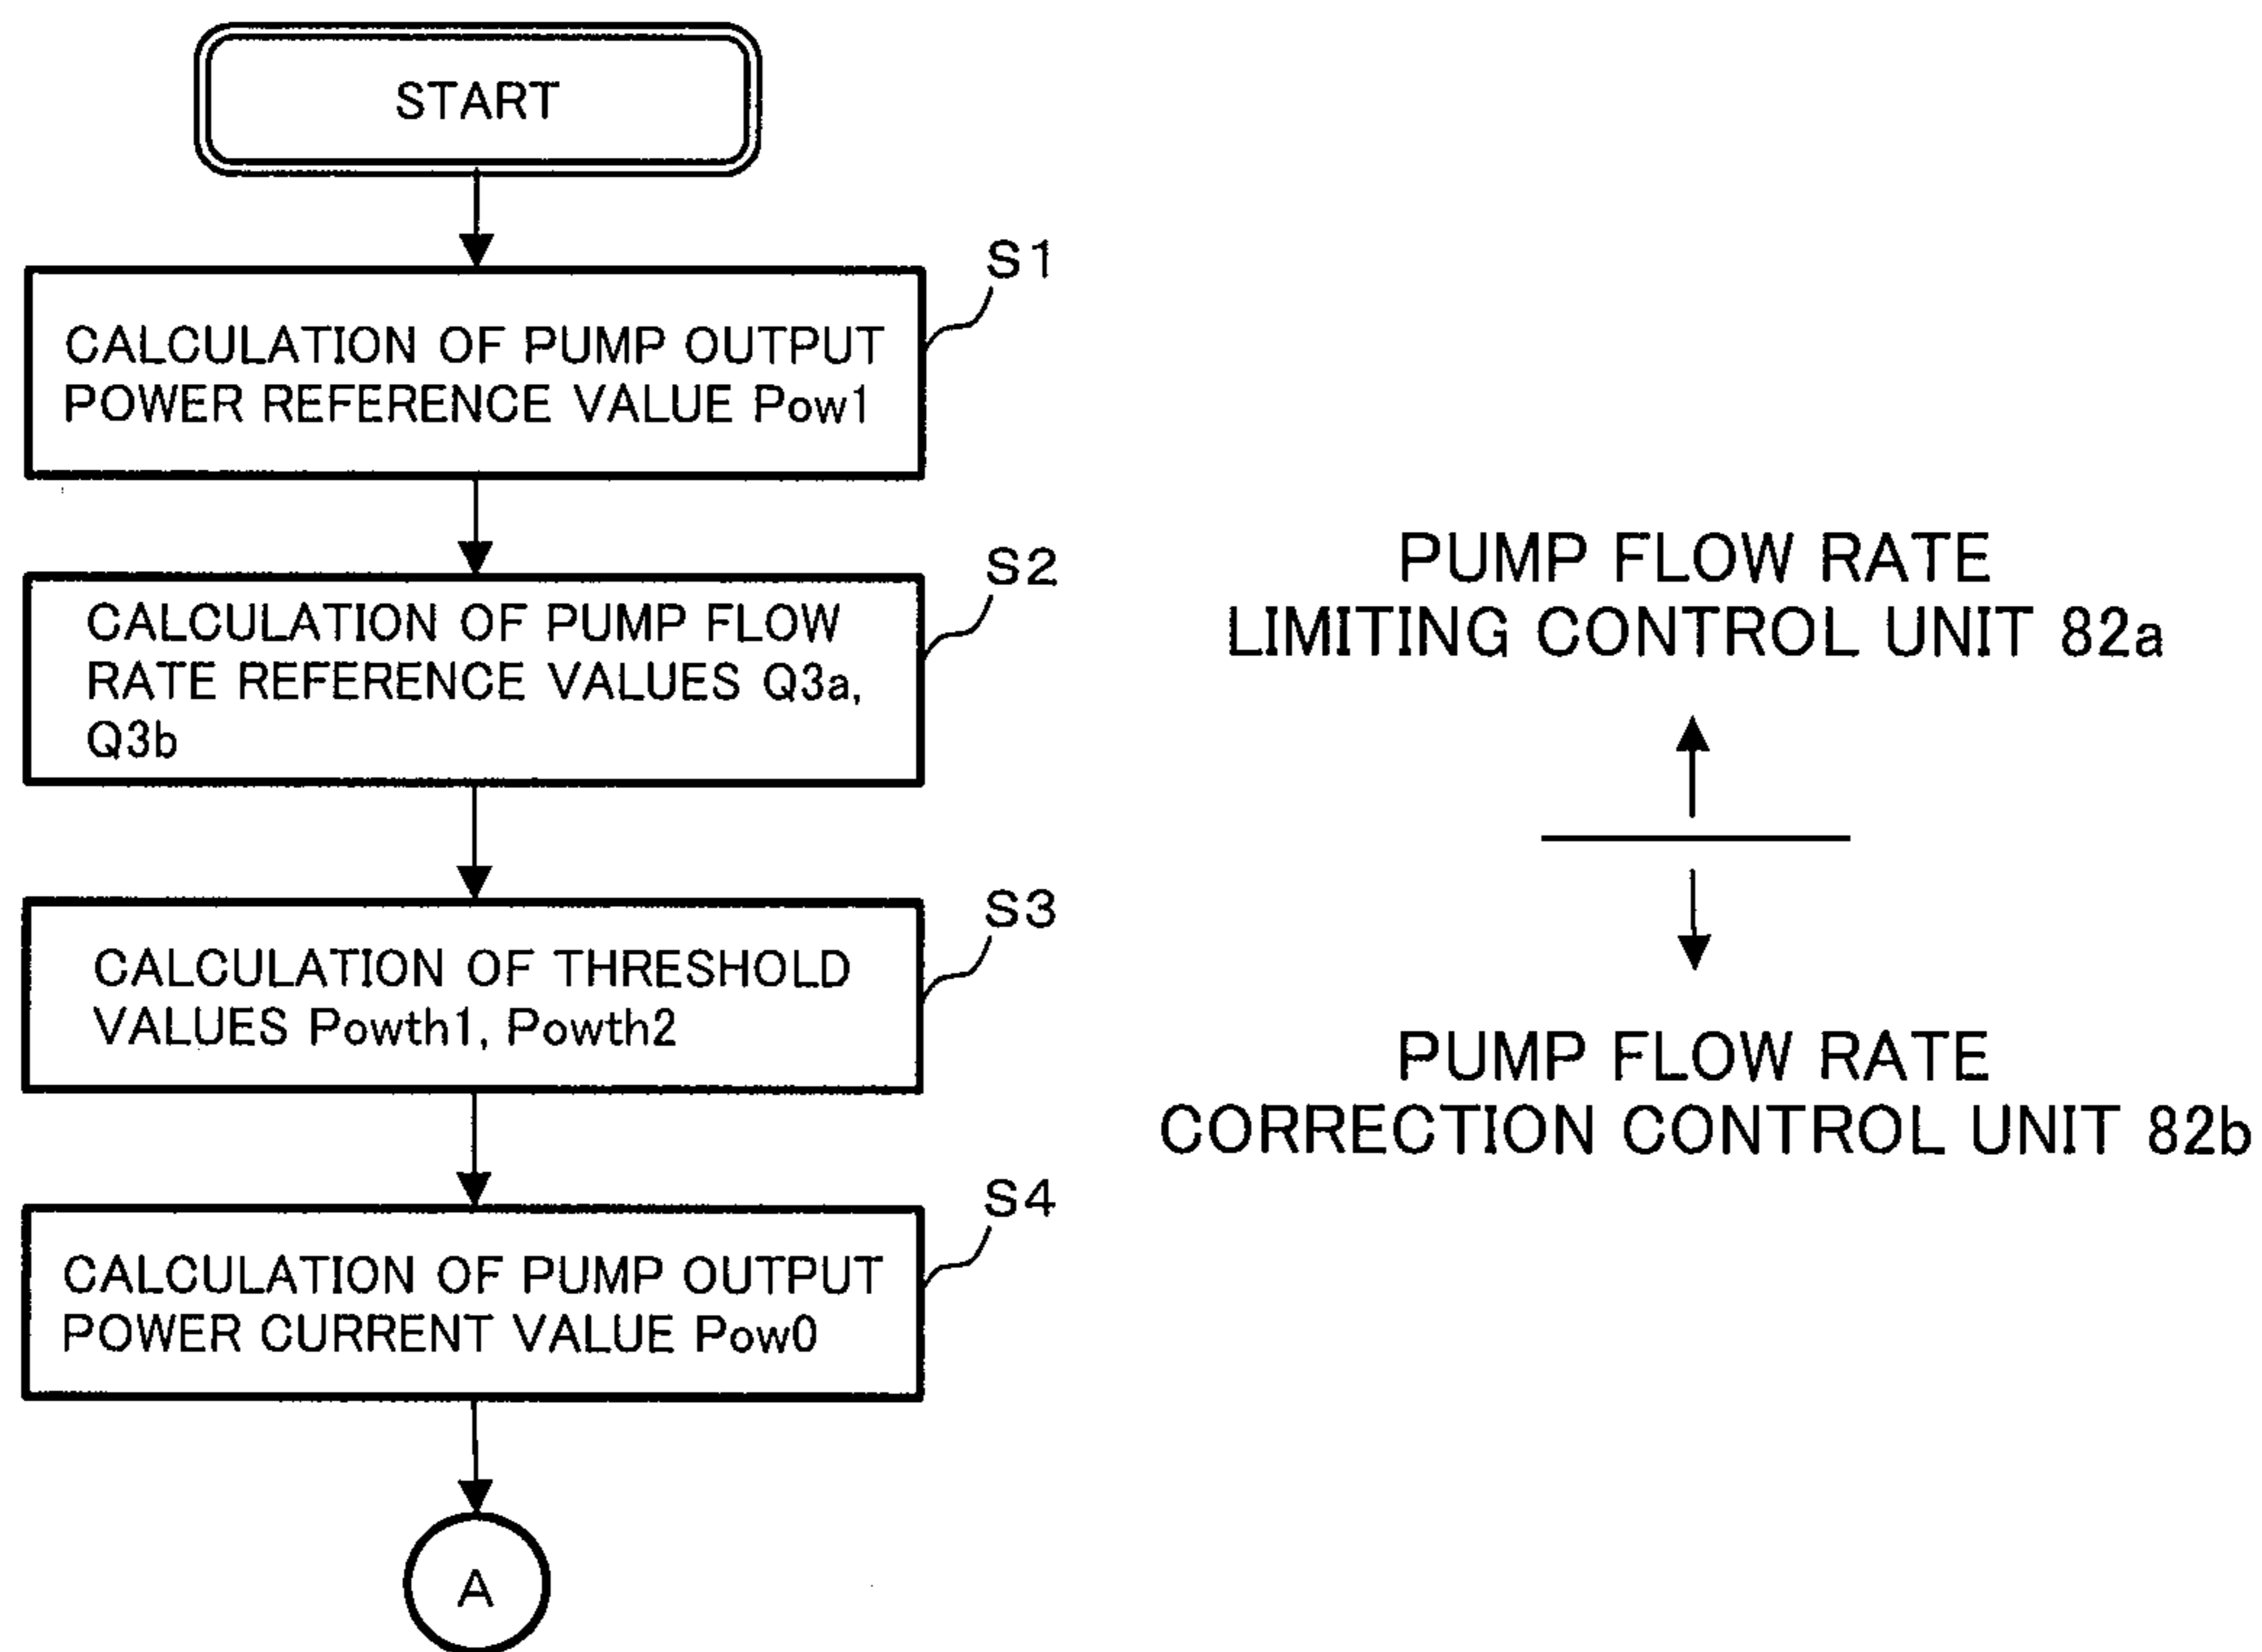 START
S1
CALCULATION OF PUMP OUTPUT
POWER REFERENCE VALUE Pow1
S2
CALCULATION OF PUMP FLOW
RATE REFERENCE VALUES Q3a,
Q3b
PUMP FLOW RATE
LIMITING CONTROL UNIT 82a
S3
CALCULATION OF THRESHOLD
VALUES Powth1, Powth2
PUMP FLOW RATE
CORRECTION CONTROL UNIT 82b
S4
CALCULATION OF PUMP OUTPUT
POWER CURRENT VALUE Pow0
A